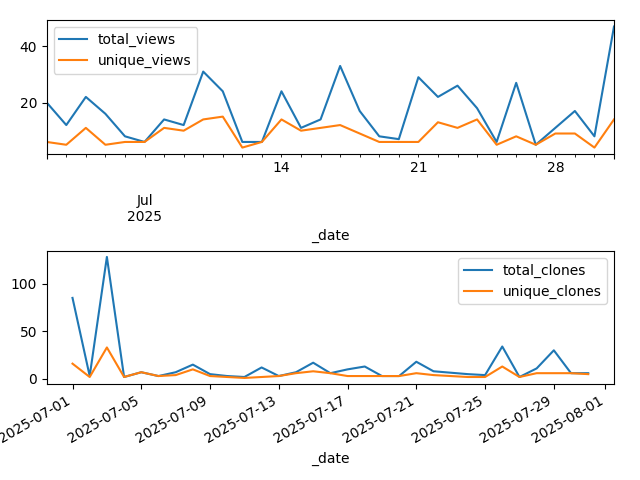 total_views
unique_views
40
20
14
21
28
Jul
2025
_date
total_clones
unique_clones
100
50
0
2025-07-01
2025-07-05
2025-07-09
2025-07-13
2025-07-17
2025-07-21
2025-07-25
2025-07-29
2025-08-01
_date